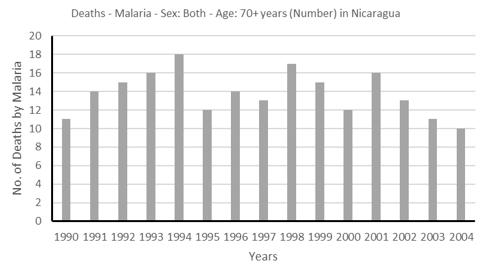 Deaths - Malaria - Sex: Both - Age: 70+ years (Number) in Nicaragua
No. of Deaths by Malaria
20
18
16
14
12
10
8
6
4
2
0
1990 1991 1992 1993 1994 1995 1996 1997 1998 1999 2000 2001 2002 2003 2004
Years